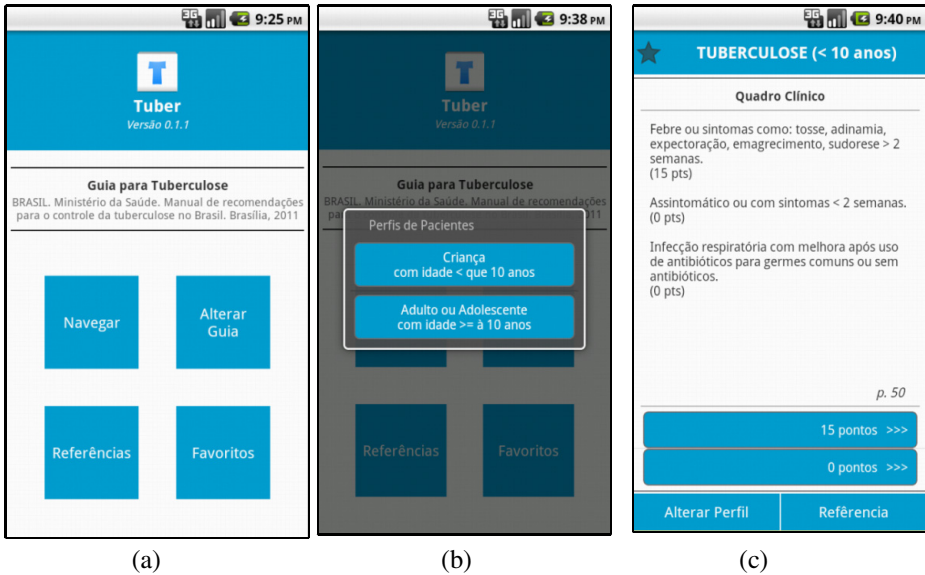 3G 9:25 PM
T
Tuber
Versão 0.1.1
Guia para Tuberculose
BRASIL. Ministério da Saúde. Manual de recomendações
para o controle da tuberculose no Brasil. Brasília, 2011
Navegar
Alterar
Guia
Referências
Favoritos
(a)
3G 9:38 PM
T
Tuber
Versão 0.1.1
Guia para Tuberculose
BRASIL. Ministério da Saúde. Manual de recomendações
pa 011
Perfis de Pacientes
Criança
com idade < que 10 anos
Adulto ou Adolescente
com idade >= à 10 anos
Referências
Favoritos
(b)
3G 9:40 PM
TUBERCULOSE (< 10 anos)
Quadro Clínico
Febre ou sintomas como: tosse, adinamia,
expectoração, emagrecimento, sudorese > 2
semanas.
(15 pts)
Assintomático ou com sintomas < 2 semanas.
(0 pts)
Infecção respiratória com melhora após uso
de antibióticos para germes comuns ou sem
antibióticos.
(0 pts)
p. 50
15 pontos >>>
0 pontos >>>
Alterar Perfil
Refêrencia
(c)